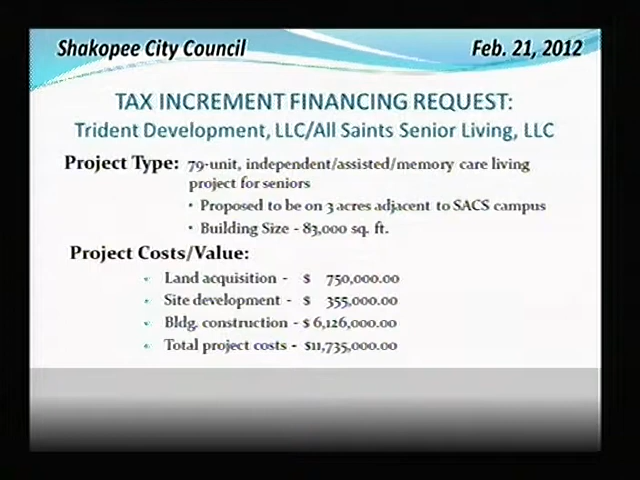 Shakopee City Council
Feb. 21, 2012
TAX INCREMENT FINANCING REQUEST:
Trident Development, LLC/All Saints Senior Living, LLC
Project Type: 79-unit, independent/assisted/memory care living
project for seniors
• Proposed to be on 3 acres adjacent to SACS campus
• Building Size - 83,000 sq. ft.
Project Costs/Value:
Land acquisition - $ 750,000.00
Site development - $ 355,000.00
Bldg. construction - $ 6,126,000.00
Total project costs - $11,735,000.00